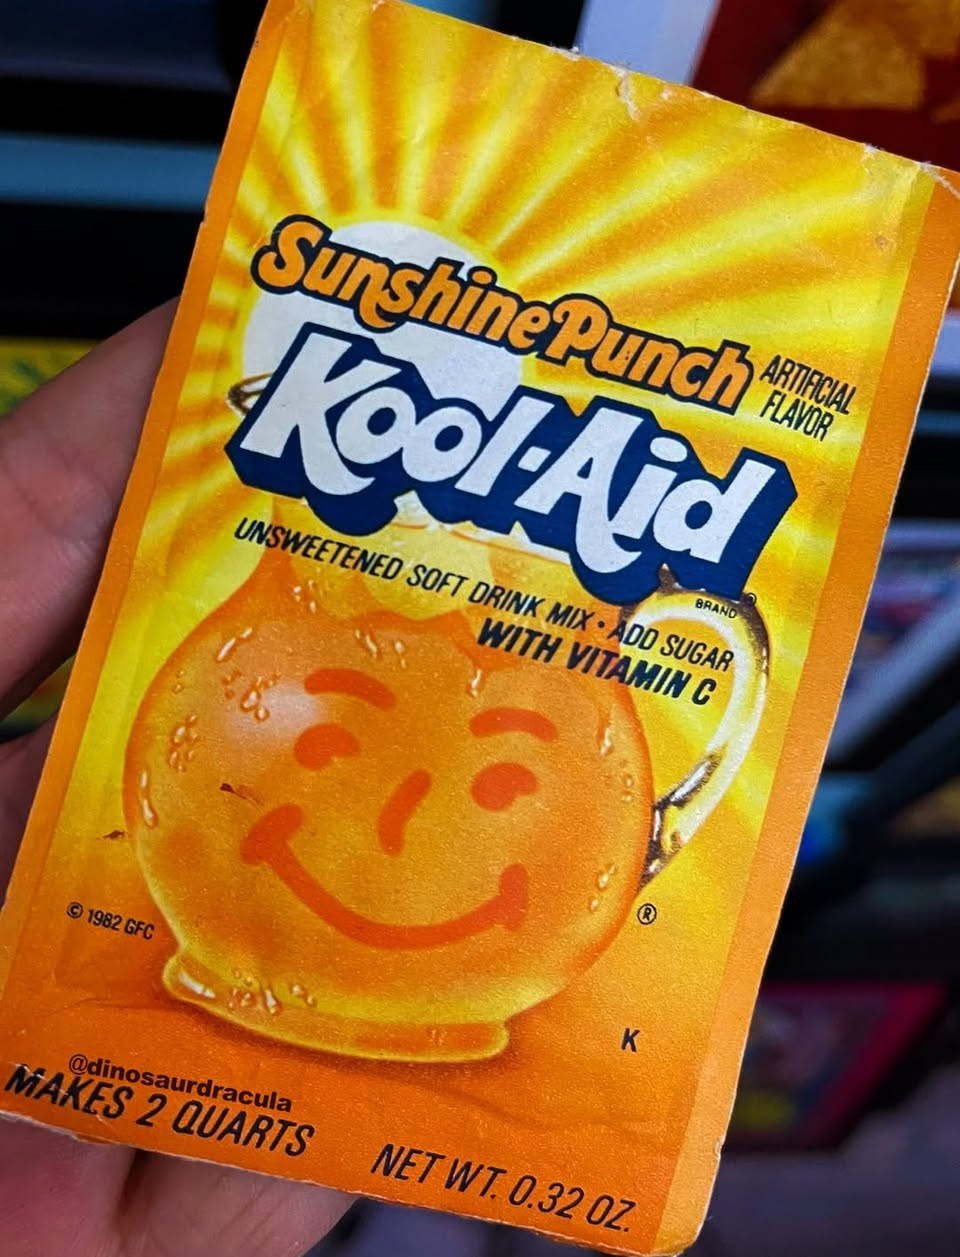 Sunshine Punch
ARTIFICIAL
FLAVOR
Kool-Aid
BRAND
UNSWEETENED SOFT DRINK MIX • ADD SUGAR
WITH VITAMIN C
®
© 1982 GFC
K
@dinosaurdracula
MAKES 2 QUARTS
NET WT. 0.32 OZ.